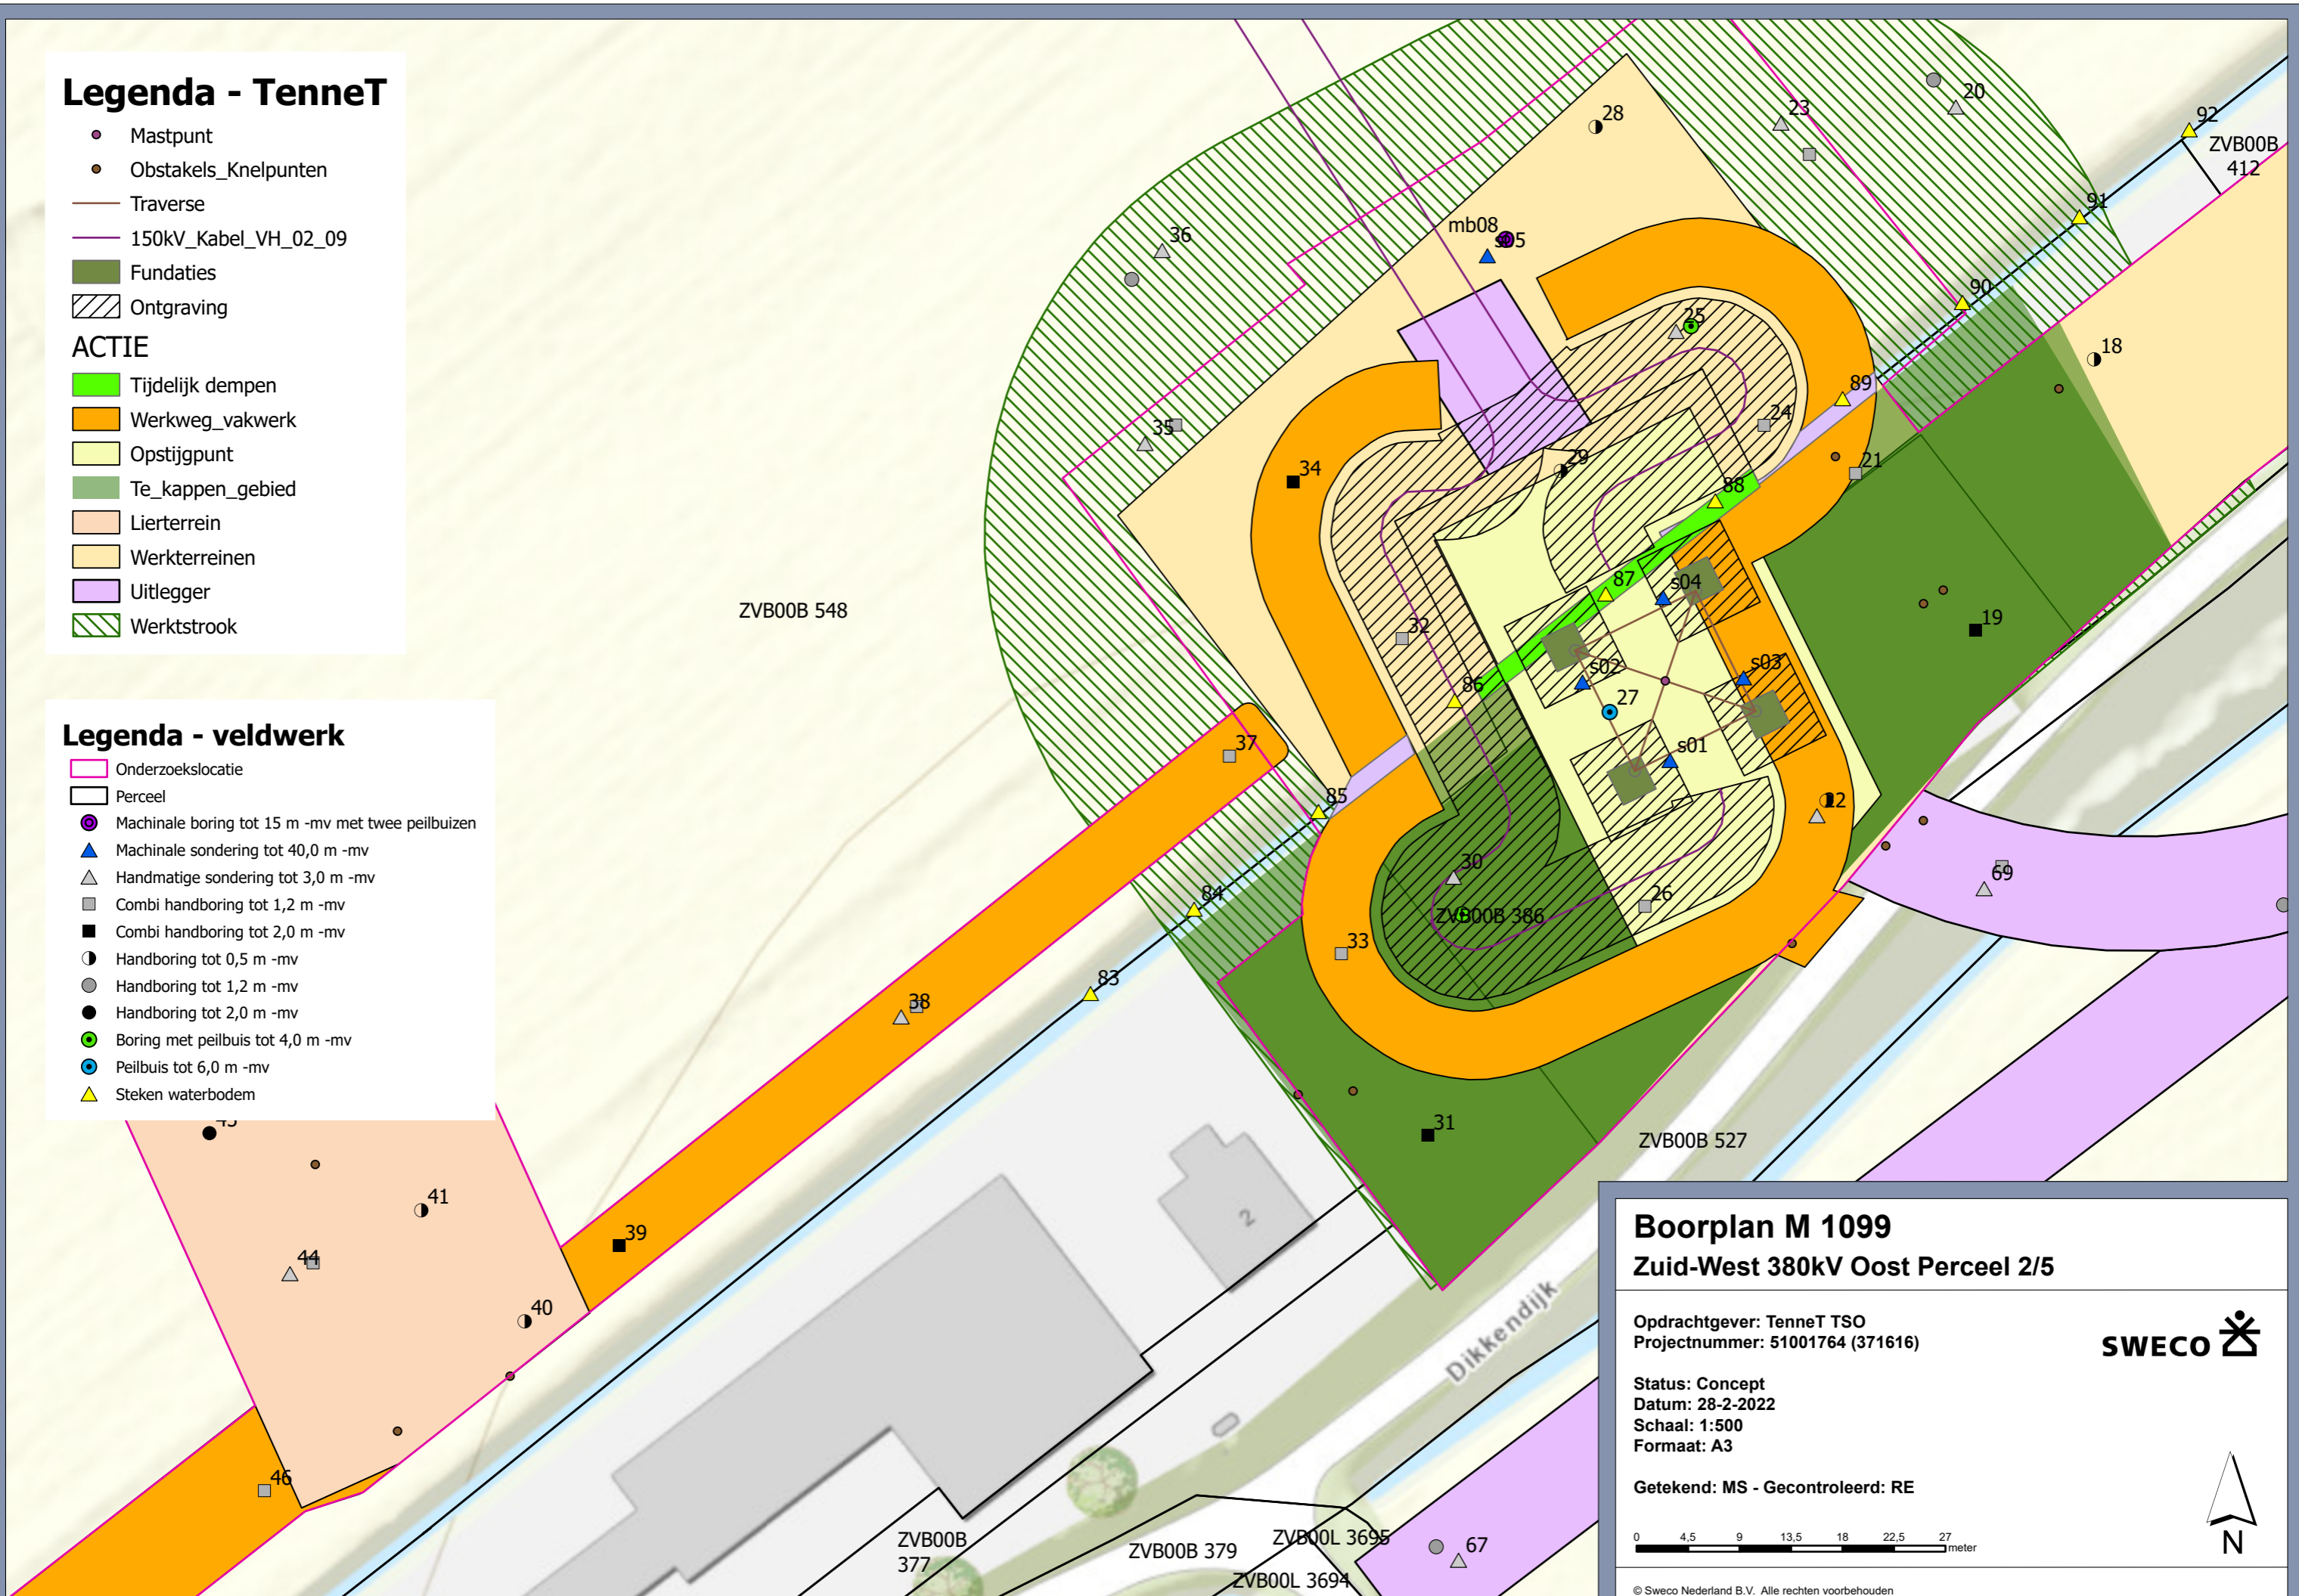 Legenda - TenneT
Mastpunt
Obstakels_Knelpunten
Traverse
150kV_Kabel_VH_02_09
Fundaties
Ontgraving
ACTIE
Tijdelijk dempen
Werkweg_vakwerk
Opstijgpunt
Te_kappen_gebied
Lierterrein
Werkterreinen
Uitlegger
Werktstrook
Legenda - veldwerk
Onderzoekslocatie
Perceel
Machinale boring tot 15 m -mv met twee peilbuizen
Machinale sondering tot 40,0 m -mv
Handmatige sondering tot 3,0 m -mv
Combi handboring tot 1,2 m -mv
Combi handboring tot 2,0 m -mv
Handboring tot 0,5 m -mv
Handboring tot 1,2 m -mv
Handboring tot 2,0 m -mv
Boring met peilbuis tot 4,0 m -mv
Peilbuis tot 6,0 m -mv
Steken waterbodem
20
28
23
92
ZVB00B
412
91
mb08
s05
36
90
25
18
89
24
35
34
29
21
88
ZVB00B 548
87
s04
19
32
s02
s03
86
27
37
s01
85
22
30
69
84
26
ZVB00B 386
33
83
38
31
ZVB00B 527
41
2
39
44
40
Dikkendijk
46
ZVB00B
377
ZVB00B 379
ZVB00L 3695
67
ZVB00L 3694
Boorplan M 1099
Zuid-West 380kV Oost Perceel 2/5
Opdrachtgever: TenneT TSO
Projectnummer: 51001764 (371616)
SWECO
Status: Concept
Datum: 28-2-2022
Schaal: 1:500
Formaat: A3
Getekend: MS - Gecontroleerd: RE
0 4,5 9 13,5 18 22,5 27
meter
N
© Sweco Nederland B.V. Alle rechten voorbehouden